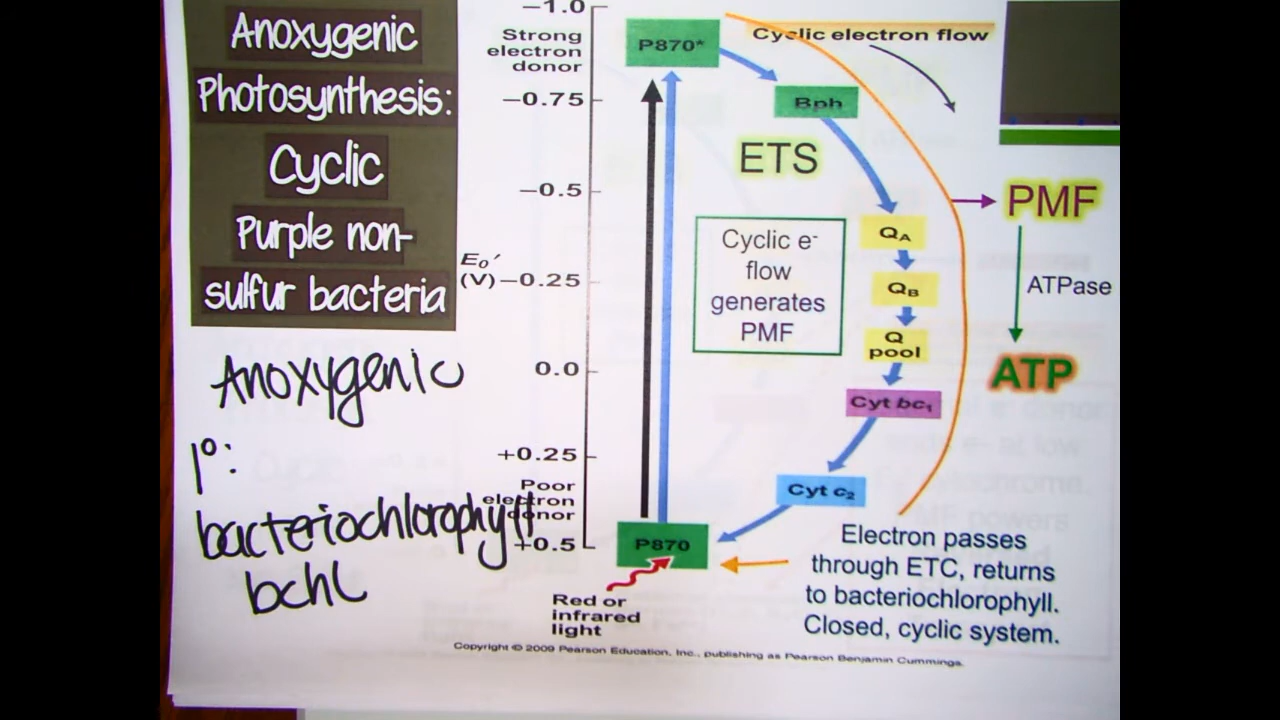 Anoxygenic
Photosynthesis:
Cyclic
Purple non-
sulfur bacteria
Anoxygenic
1°:
bacteriochlorophyll
bchl
−1.0
Strong
electron
donor
−0.75
−0.5
E₀′
(V)
−0.25
0.0
+0.25
Poor
electron
donor
+0.5
P870*
Cyclic electron flow
Bph
ETS
Cyclic e⁻
flow
generates
PMF
QA
QB
Q
pool
Cyt bc₁
Cyt c₂
P870
Red or
infrared
light
PMF
ATPase
ATP
Electron passes
through ETC, returns
to bacteriochlorophyll.
Closed, cyclic system.
Copyright © 2009 Pearson Education, Inc., publishing as Pearson Benjamin Cummings.